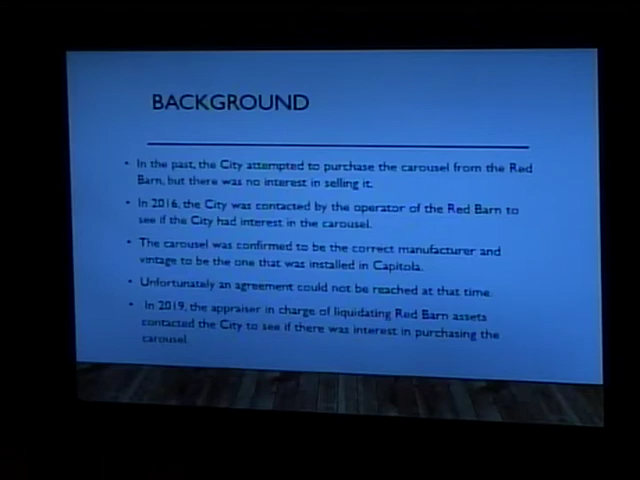 BACKGROUND
• In the past, the City attempted to purchase the carousel from the Red
Barn, but there was no interest in selling it.
• In 2016, the City was contacted by the operator of the Red Barn to
see if the City had interest in the carousel.
• The carousel was confirmed to be the correct manufacturer and
vintage to be the one that was installed in Capitola.
• Unfortunately an agreement could not be reached at that time.
• In 2019, the appraiser in charge of liquidating Red Barn assets
contacted the City to see if there was interest in purchasing the
carousel.